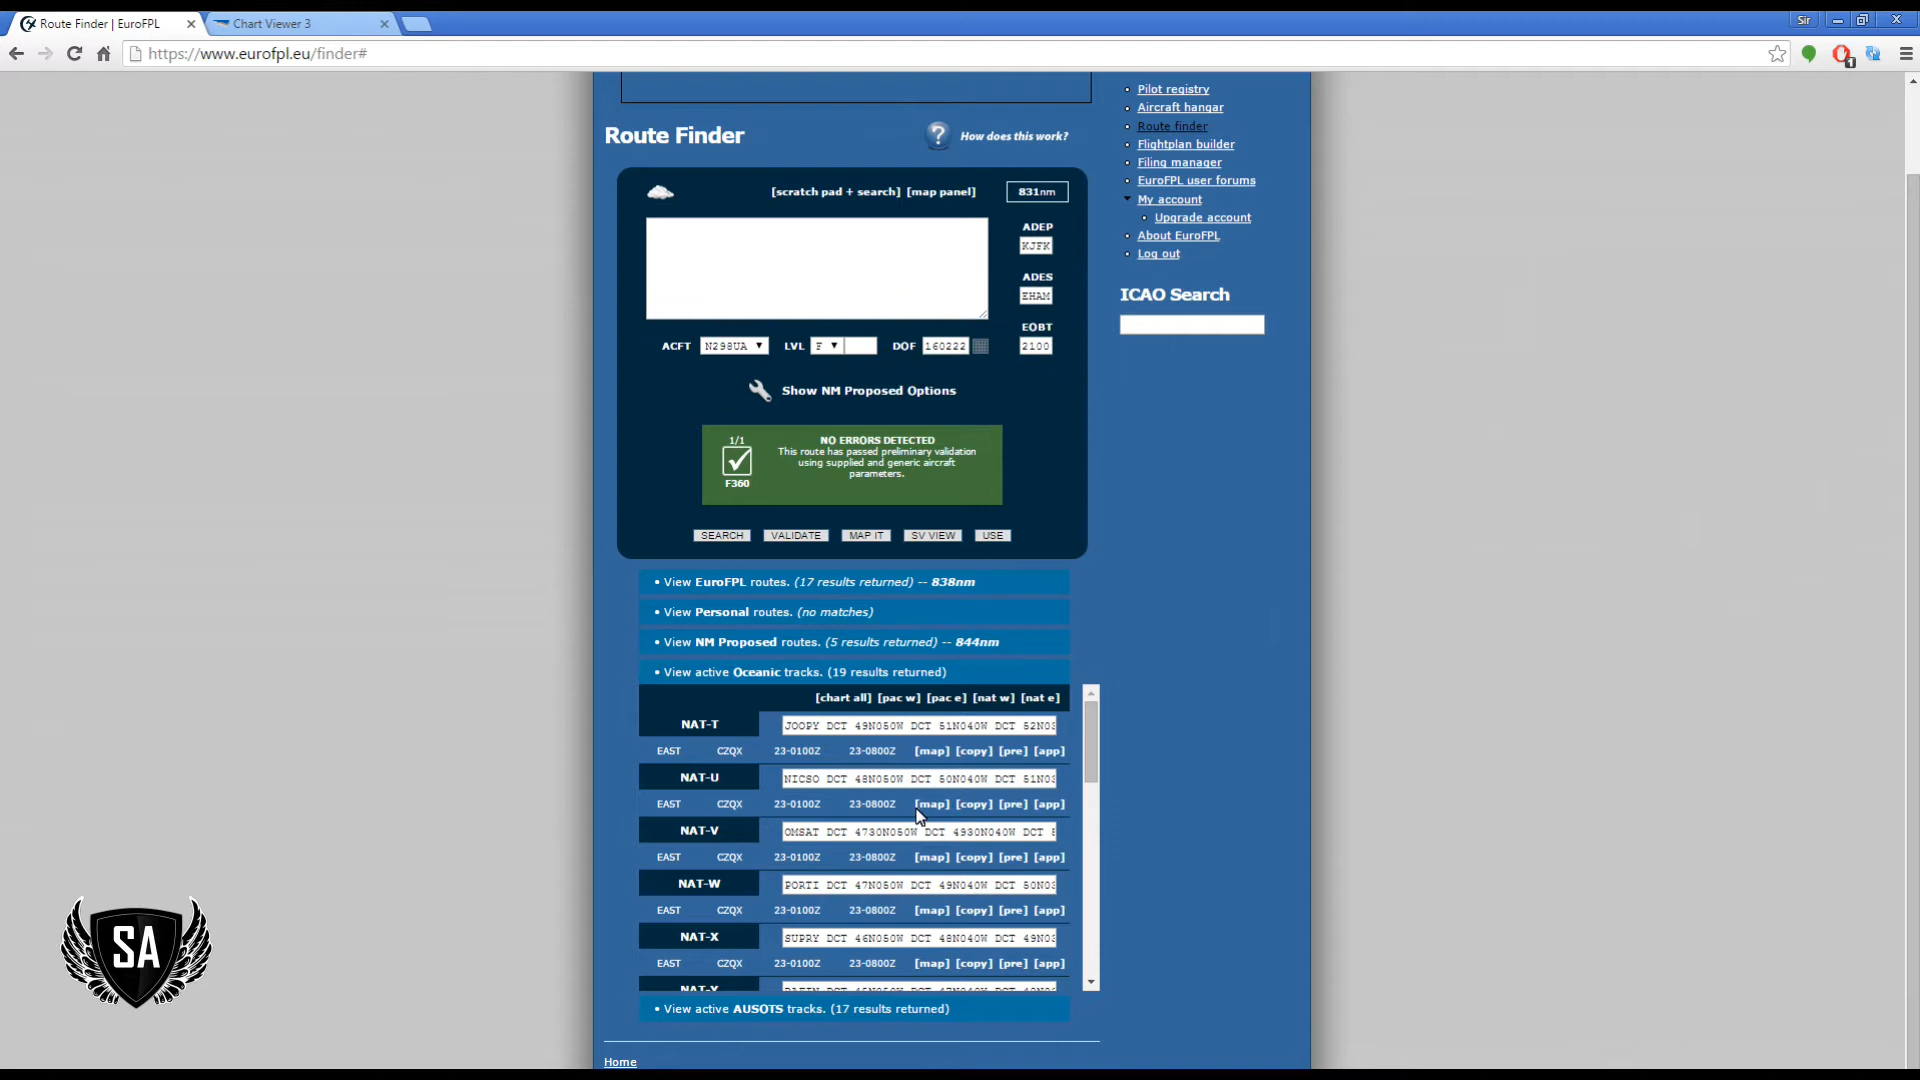 Route Finder | EuroFPL
Chart Viewer 3
Sir
https://www.eurofpl.eu/finder#
1
Pilot registry
Aircraft hangar
Route finder
Flightplan builder
Filing manager
EuroFPL user forums
My account
Upgrade account
About EuroFPL
Log out
ICAO Search
Route Finder
? How does this work?
[scratch pad + search] [map panel] 831nm
ADEP
KJFK
ADES
EHAM
EOBT
ACFT N298UA LVL F DOF 160222 2100
Show NM Proposed Options
1/1
F360
NO ERRORS DETECTED
This route has passed preliminary validation
using supplied and generic aircraft
parameters.
SEARCH VALIDATE MAP IT SV VIEW USE
• View EuroFPL routes. (17 results returned) -- 838nm
• View Personal routes. (no matches)
• View NM Proposed routes. (5 results returned) -- 844nm
• View active Oceanic tracks. (19 results returned)
[chart all] [pac w] [pac e] [nat w] [nat e]
NAT-T JOOPY DCT 49N050W DCT 51N040W DCT 52N03
EAST CZQX 23-0100Z 23-0800Z [map] [copy] [pre] [app]
NAT-U NICSO DCT 48N050W DCT 50N040W DCT 51N03
EAST CZQX 23-0100Z 23-0800Z [map] [copy] [pre] [app]
NAT-V OMSAT DCT 4730N050W DCT 4930N040W DCT
EAST CZQX 23-0100Z 23-0800Z [map] [copy] [pre] [app]
NAT-W PORTI DCT 47N050W DCT 49N040W DCT 50N03
EAST CZQX 23-0100Z 23-0800Z [map] [copy] [pre] [app]
NAT-X SUPRY DCT 46N050W DCT 48N040W DCT 49N03
EAST CZQX 23-0100Z 23-0800Z [map] [copy] [pre] [app]
• View active AUSOTS tracks. (17 results returned)
Home
SA